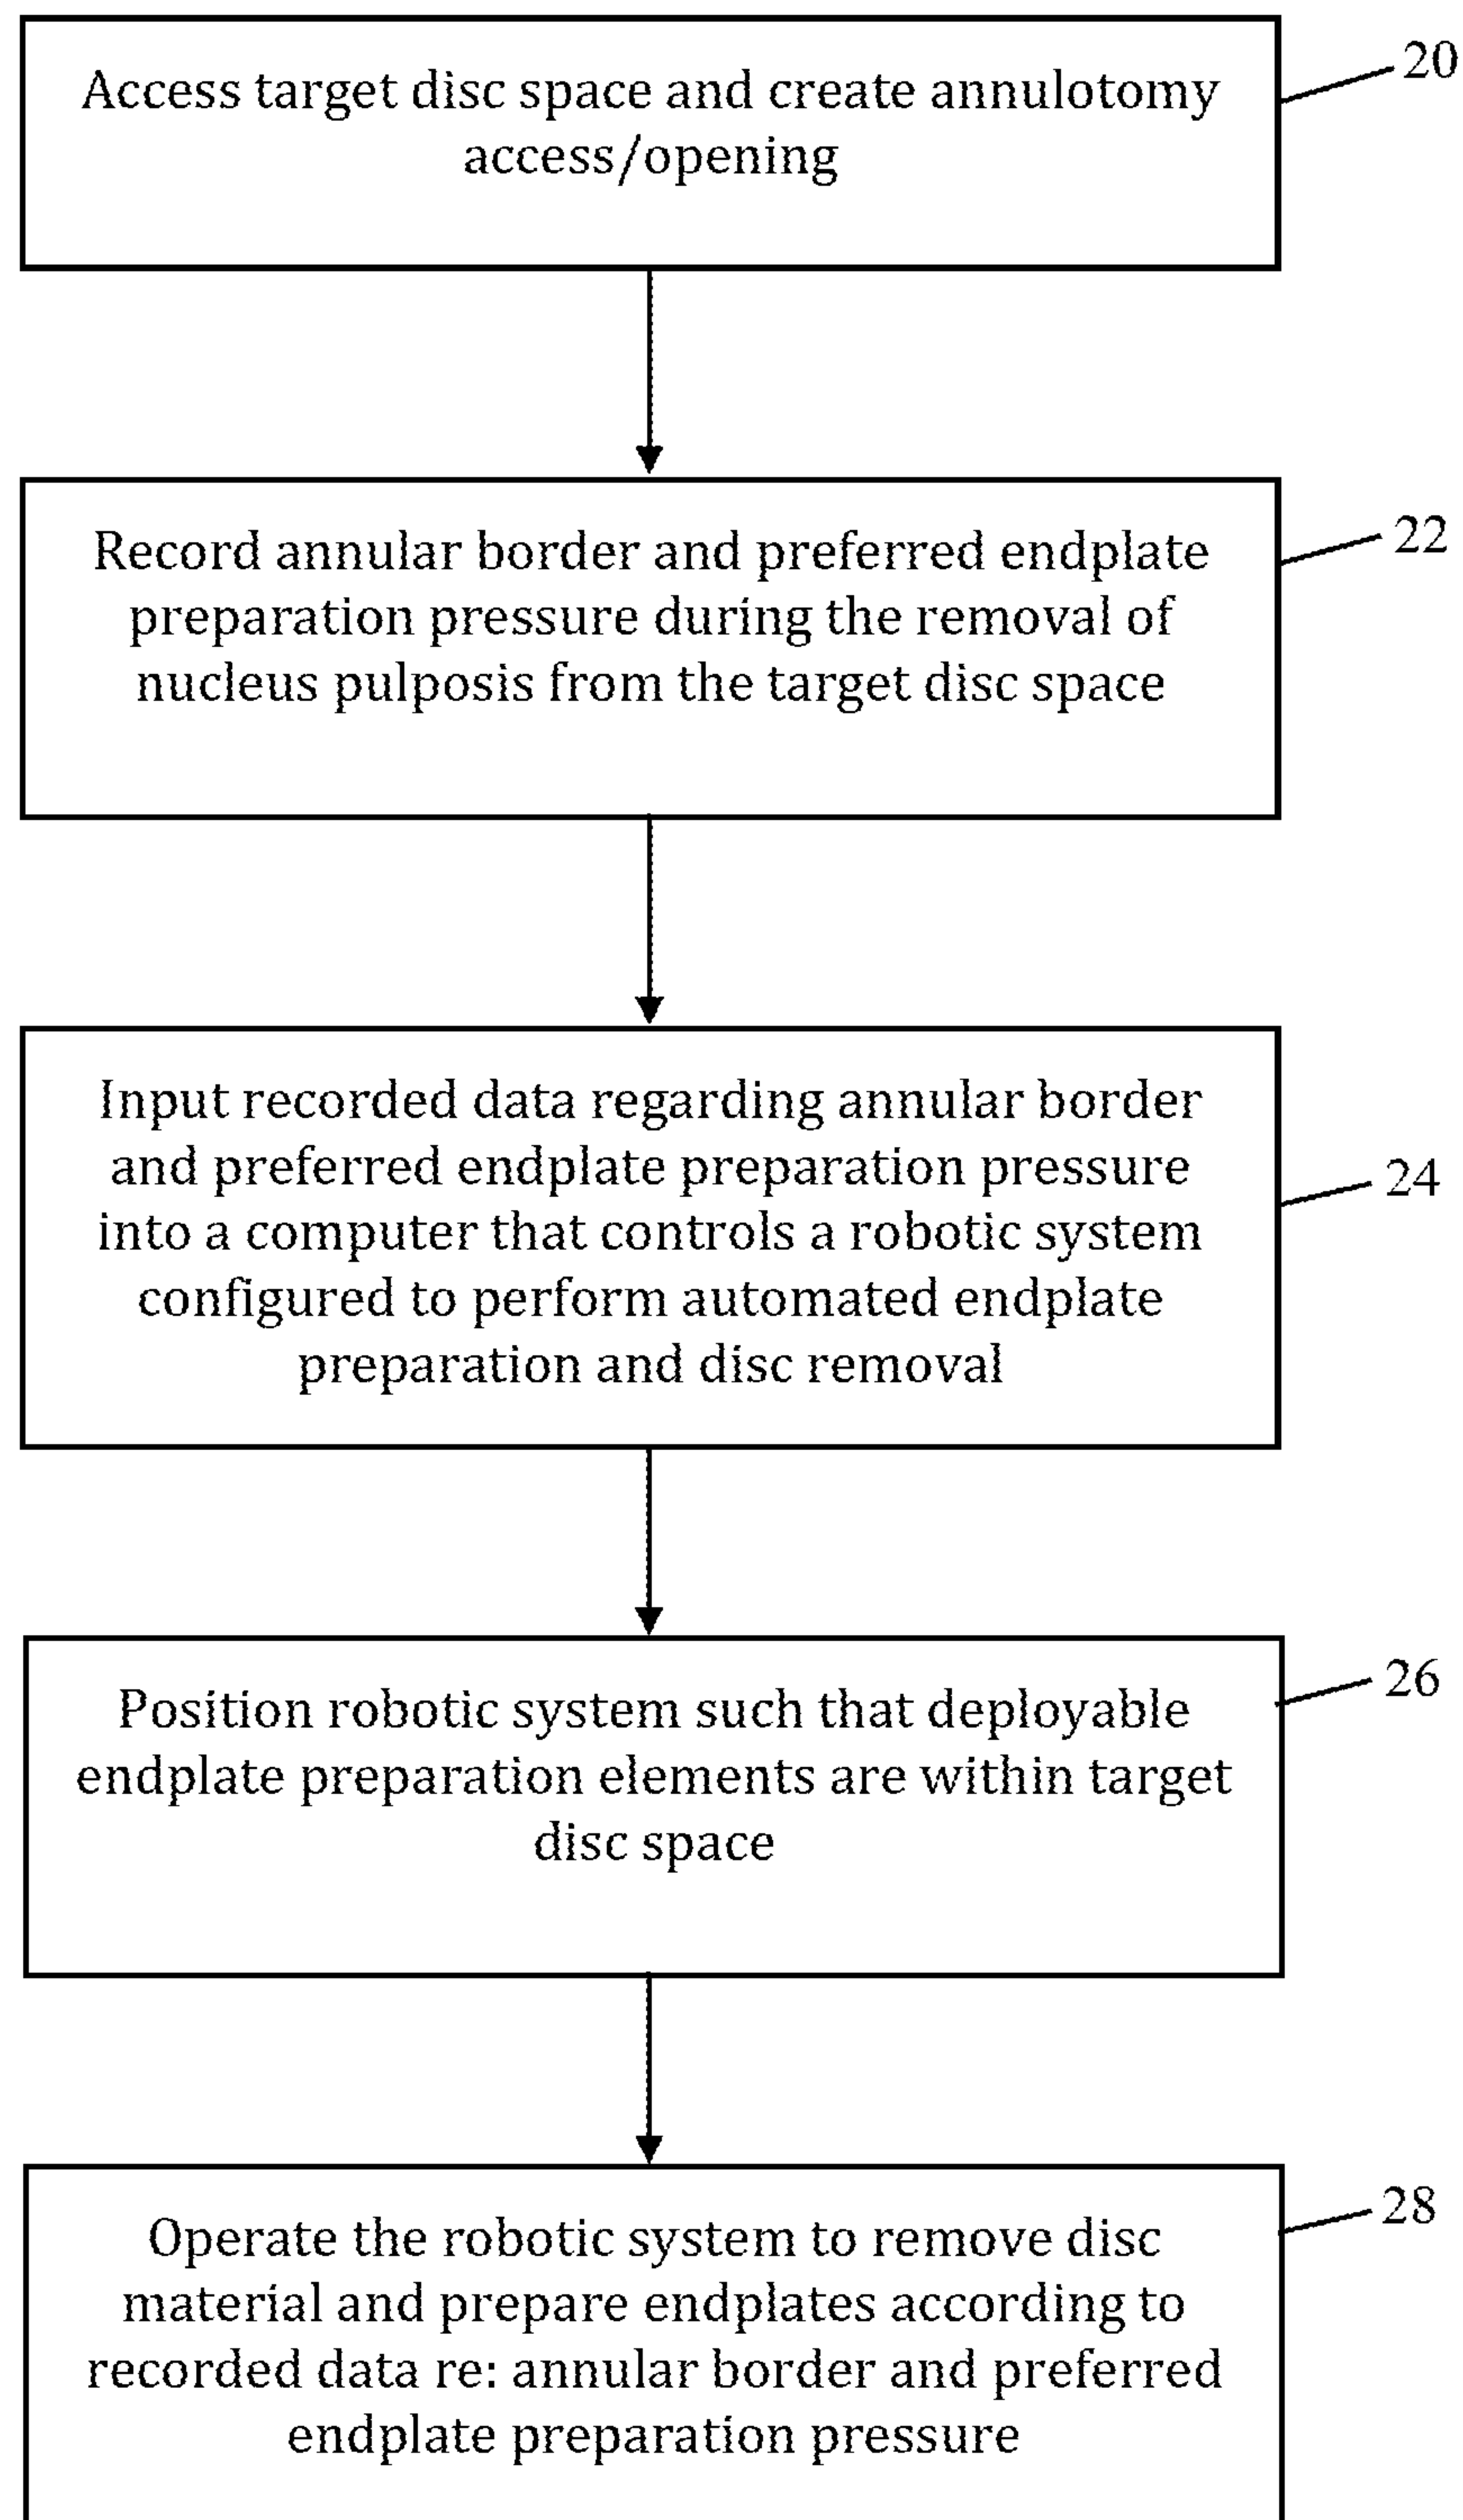 Access target disc space and create annulotomy
access/opening
20
Record annular border and preferred endplate
preparation pressure during the removal of
nucleus pulposis from the target disc space
22
Input recorded data regarding annular border
and preferred endplate preparation pressure
into a computer that controls a robotic system
configured to perform automated endplate
preparation and disc removal
24
Position robotic system such that deployable
endplate preparation elements are within target
disc space
26
Operate the robotic system to remove disc
material and prepare endplates according to
recorded data re: annular border and preferred
endplate preparation pressure
28